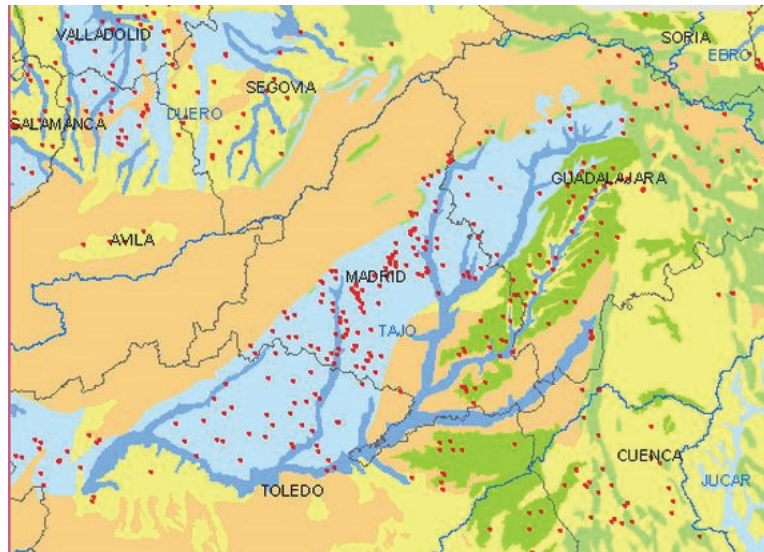 VALLADOLID
SORIA
EBRO
SEGOVIA
DUERO
SALAMANCA
GUADALAJARA
AVILA
MADRID
TAJO
CUENCA
JUCAR
TOLEDO